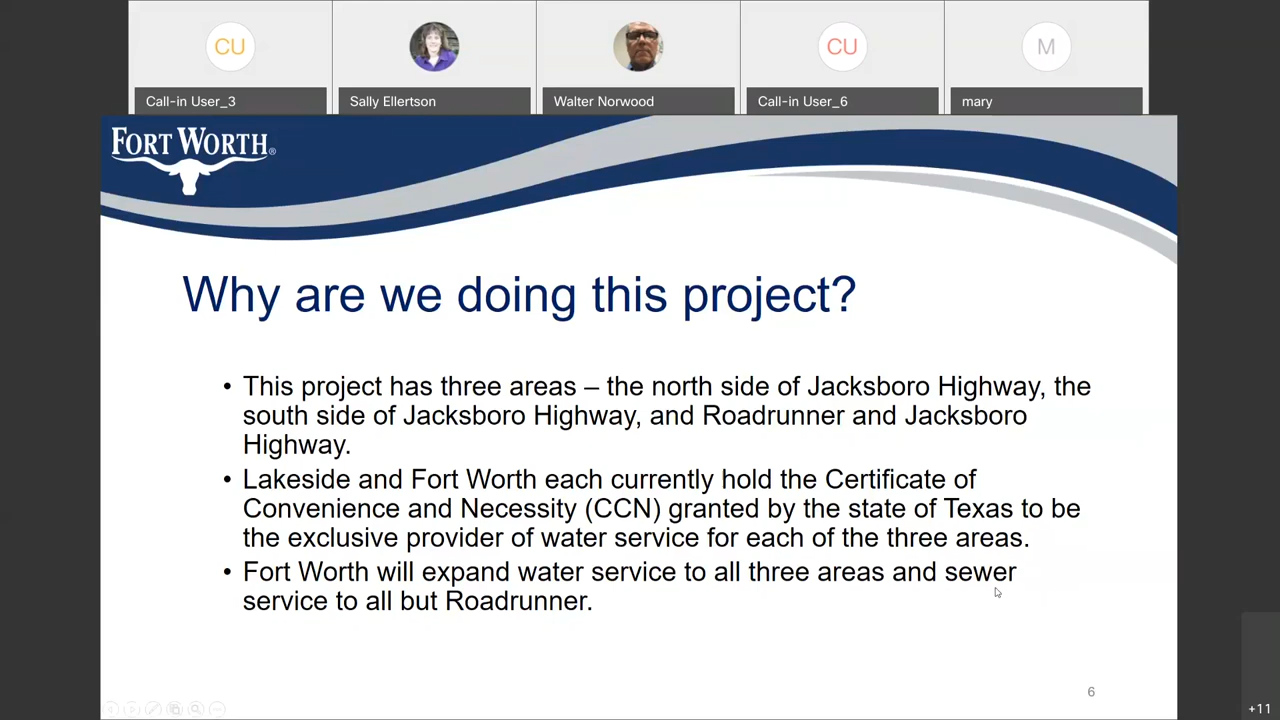 CU
CU
M
Call-in User_3
Sally Ellertson
Walter Norwood
Call-in User_6
mary
FORT WORTH®
Why are we doing this project?
• This project has three areas – the north side of Jacksboro Highway, the
south side of Jacksboro Highway, and Roadrunner and Jacksboro
Highway.
• Lakeside and Fort Worth each currently hold the Certificate of
Convenience and Necessity (CCN) granted by the state of Texas to be
the exclusive provider of water service for each of the three areas.
• Fort Worth will expand water service to all three areas and sewer
service to all but Roadrunner.
6
+11